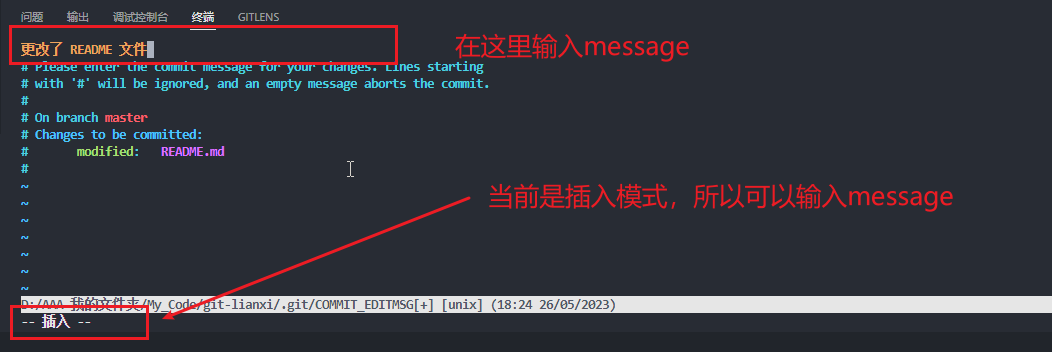 问题 输出 调试控制台 终端 GITLENS
更改了 README 文件
在这里输入message
# Please enter the commit message for your changes. Lines starting
# with '#' will be ignored, and an empty message aborts the commit.
#
# On branch master
# Changes to be committed:
#       modified:   README.md
#
~
~
当前是插入模式，所以可以输入message
~
~
~
~
~
D:/AAA 我的文件夹/My_Code/git-lianxi/.git/COMMIT_EDITMSG[+] [unix] (18:24 26/05/2023)
-- 插入 --